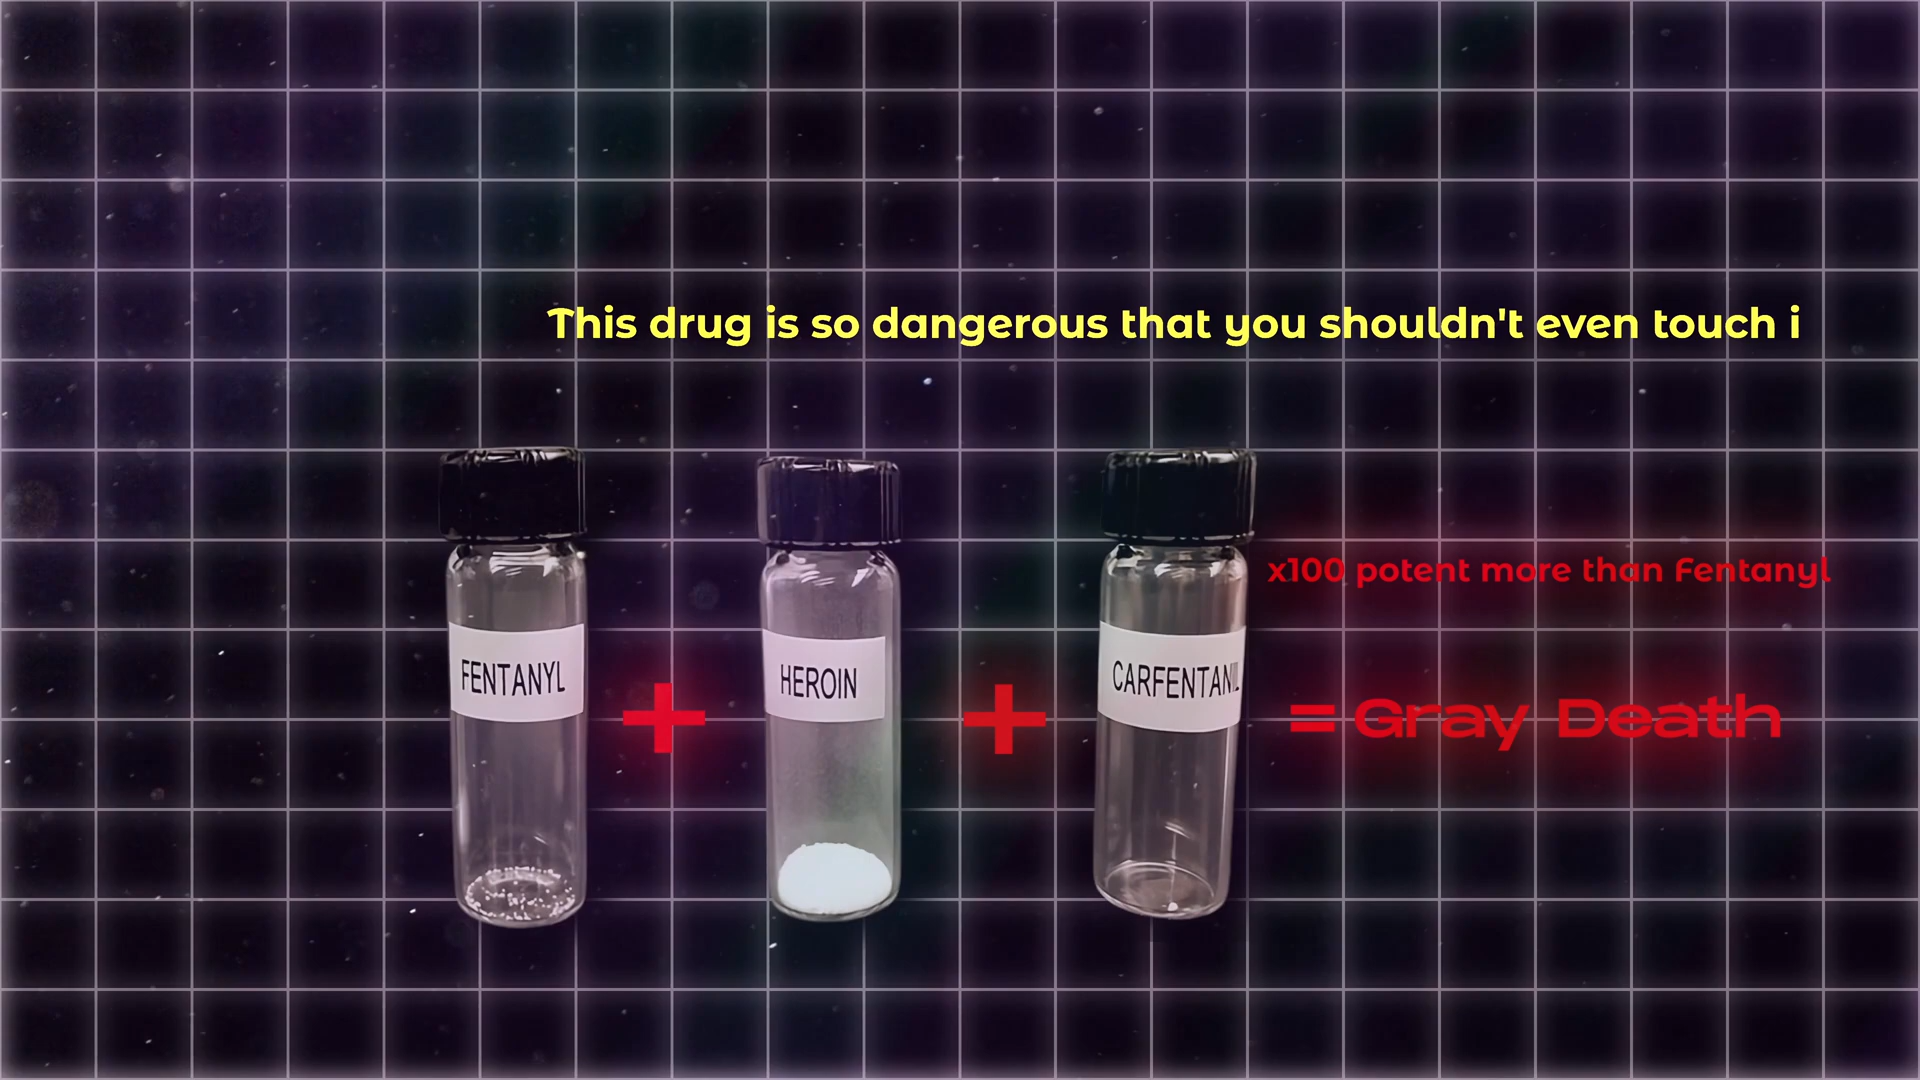 This drug is so dangerous that you shouldn't even touch i
x100 potent more than Fentanyl
FENTANYL + HEROIN + CARFENTANIL = Gray Death